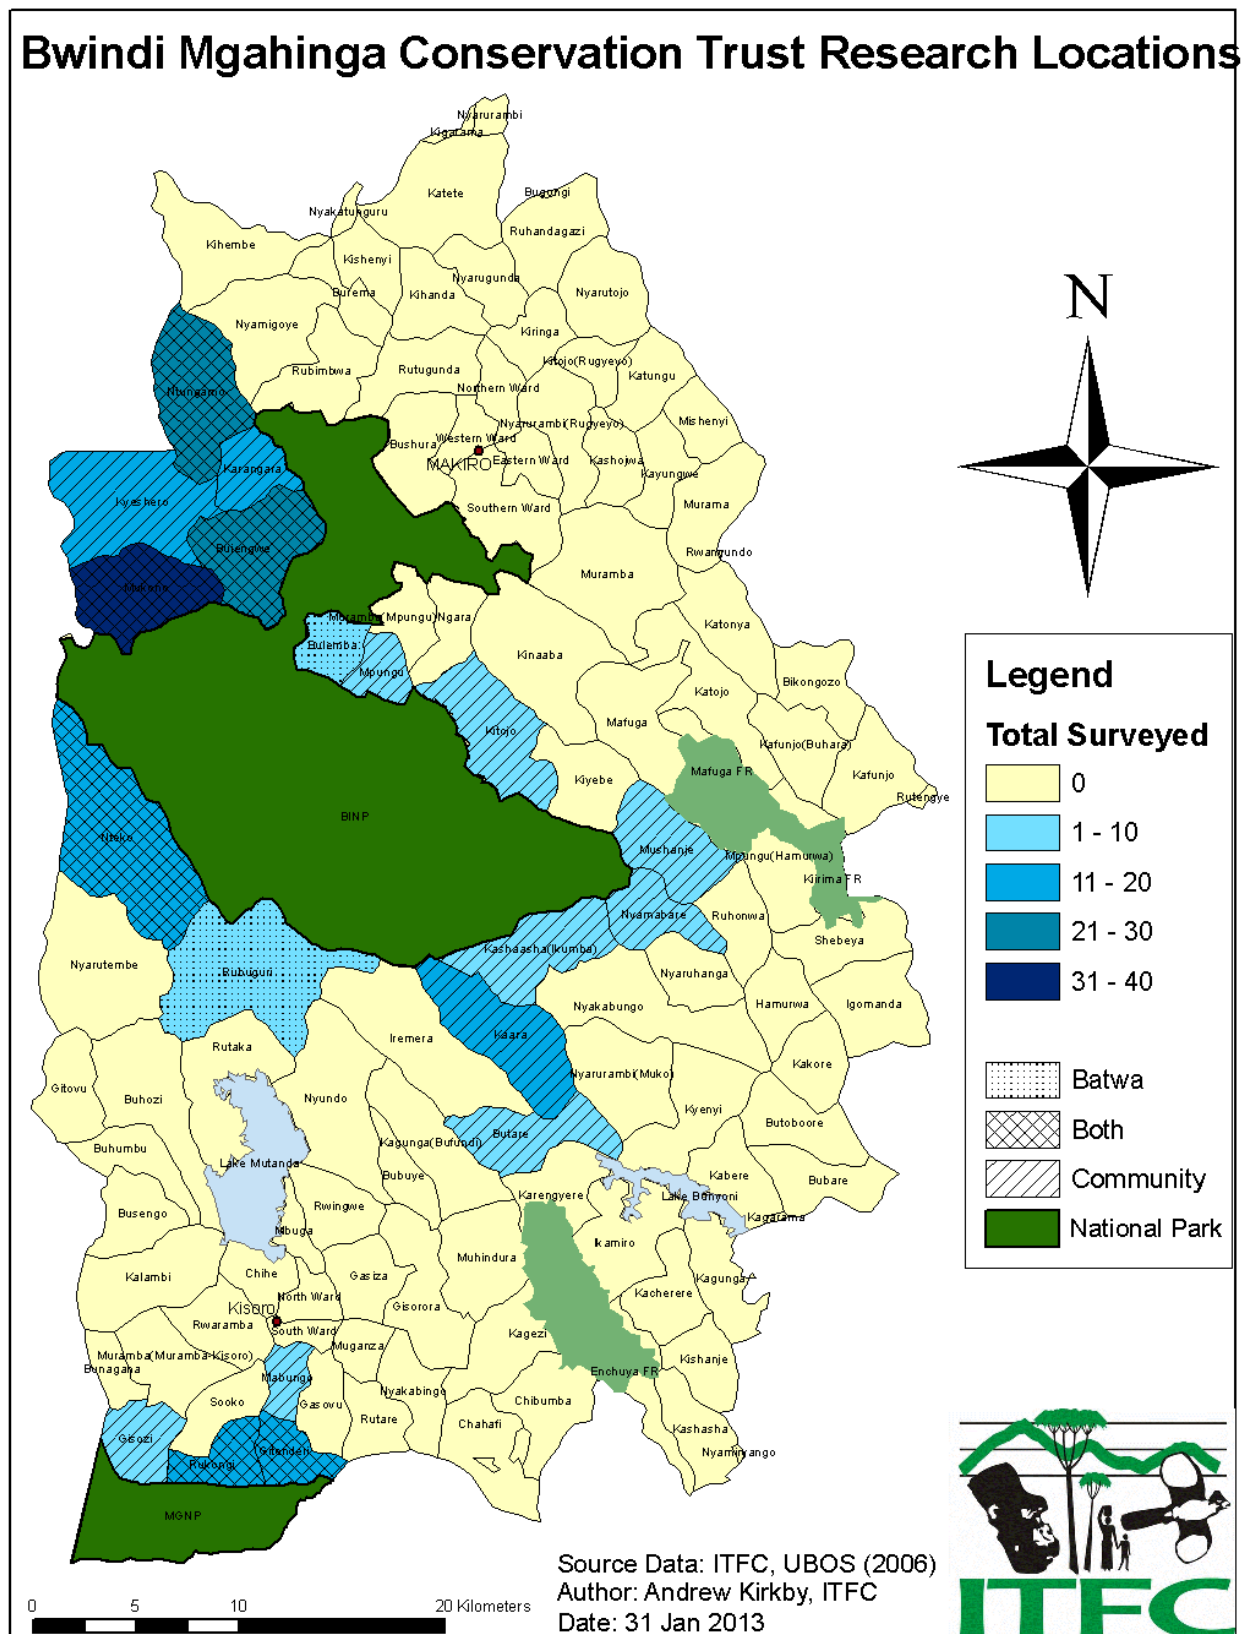 Bwindi Mgahinga Conservation Trust Research Locations
Nyarurambi
Kigarama
Katete
Bugongi
Nyakatunguru
Ruhandagazi
Kihembe
Kishenyi
Nyarugunda
Burema
Kihanda
Nyarutojo
Nyamigoye
Kiringa
Rubimbwa
Rutugunda
Kitojo(Rugyeyo)
Katungu
Northern Ward
Ntungamo
Nyarurambi(Rugyeyo)
Mishenyi
Bushura
Western Ward
MAKIRO
Eastern Ward
Kashojwa
Kayungwe
Karangara
Kyeshero
Southern Ward
Murama
Bujengwe
Rwangundo
Muramba
Mukono
Muramba(Mpungu)
Ngara
Katonya
Bulemba
Kinaaba
Mpungu
Bikongozo
Katojo
Kitojo
Mafuga
Kafunjo(Buhara)
Mafuga FR
Kafunjo
Kiyebe
Rutengye
BINP
Nteko
Mushanje
Mpungu(Hamurwa)
Kiirima FR
Nyamabare
Ruhonwa
Kashaasha(Ikumba)
Shebeya
Nyarutembe
Rubuguri
Nyaruhanga
Nyakabungo
Hamurwa
Igomanda
Kaara
Iremera
Rutaka
Kakore
Gitovu
Buhozi
Nyundo
Nyarurambi(Muko)
Kyenyi
Butoboore
Butare
Kagunga(Bufundi)
Buhumbu
Lake Mutanda
Bubuye
Kabere
Bubare
Karengyere
Lake Bunyoni
Busengo
Rwingwe
Kagarama
Mbuga
Ikamiro
Muhindura
Kalambi
Chihe
Gasiza
Kagunga
North Ward
Kacherere
Gisorora
Kisoro
Rwaramba
South Ward
Kagezi
Muganza
Muramba(Muramba-Kisoro)
Kishanje
Bunagana
Enchuya FR
Mabungo
Nyakabingo
Sooko
Gasovu
Chibumba
Rutare
Chahafi
Kashasha
Gisozi
Gitenderi
Nyaminyango
Rukongi
MGNP
N
Legend
Total Surveyed
0
1 - 10
11 - 20
21 - 30
31 - 40
Batwa
Both
Community
National Park
Source Data: ITFC, UBOS (2006)
Author: Andrew Kirkby, ITFC
Date: 31 Jan 2013
0 5 10 20 Kilometers
ITFC